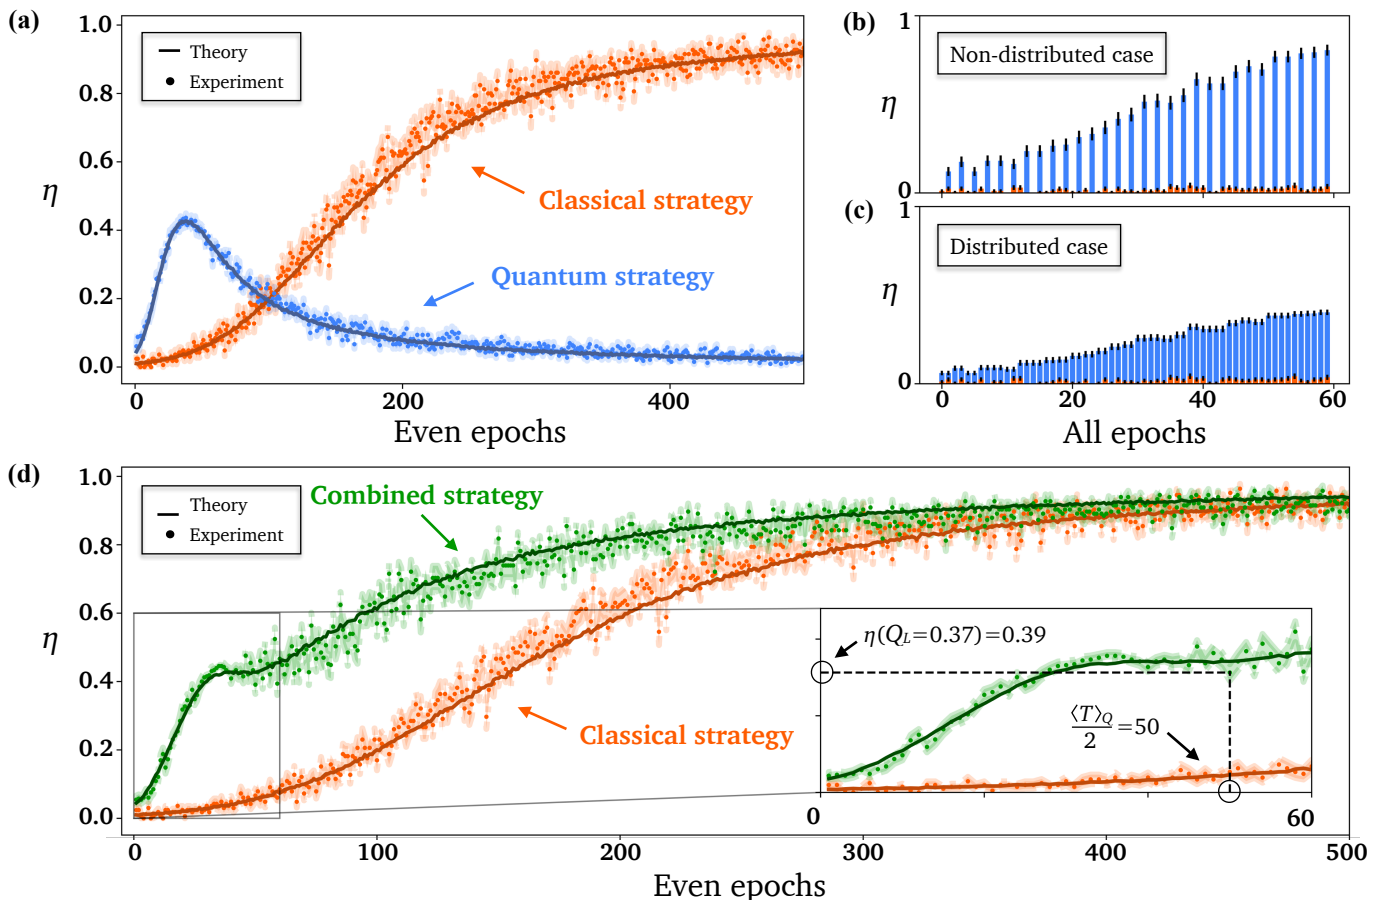 (a)
1.0
0.8
0.6
0.4
0.2
0.0
η
Theory
Experiment
Classical strategy
Quantum strategy
0
200
400
Even epochs
(b)
1
η
0
Non-distributed case
(c)
1
η
0
Distributed case
0
20
40
60
All epochs
(d)
1.0
0.8
0.6
0.4
0.2
0.0
η
Theory
Experiment
Combined strategy
Classical strategy
η(Q_L=0.37)=0.39
⟨T⟩_Q/2=50
0
60
0
100
200
300
400
500
Even epochs